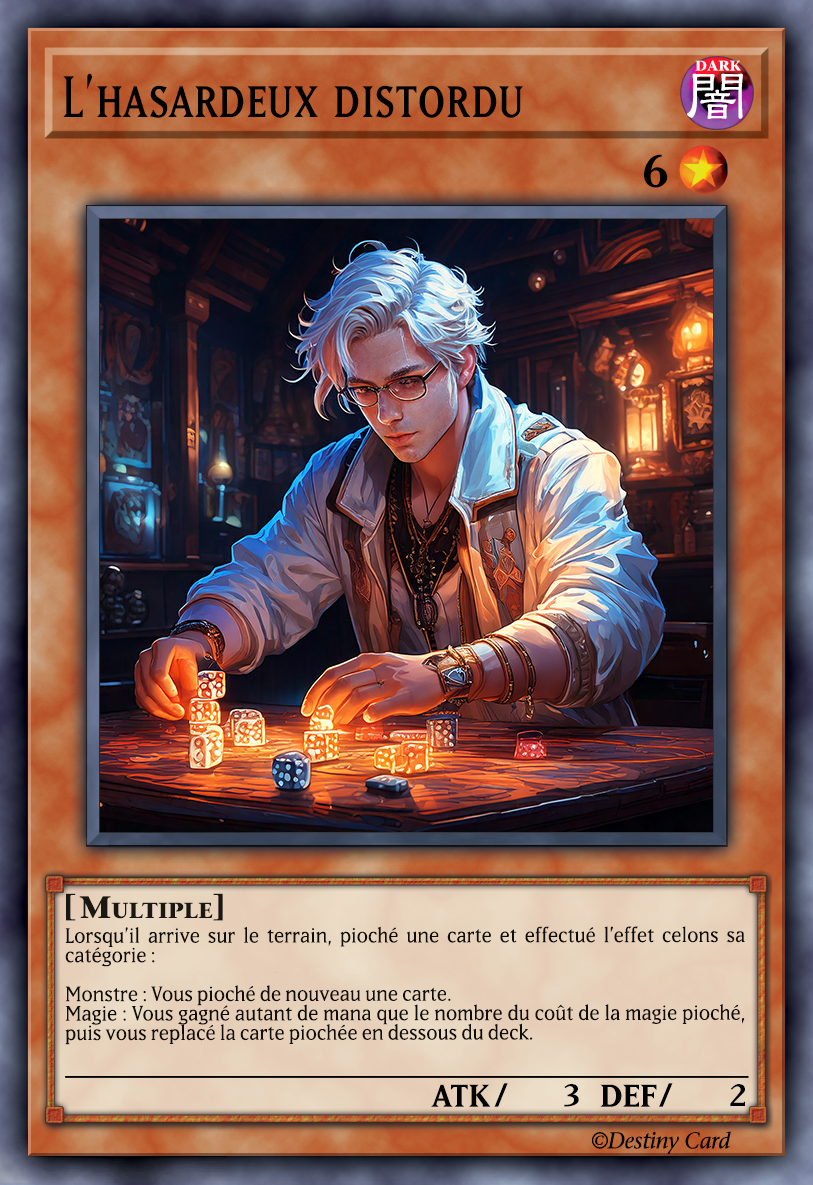 L'hasardeux distordu
DARK
闇
6
[Multiple]
Lorsqu'il arrive sur le terrain, pioché une carte et effectué l'effet celons sa
catégorie :
Monstre : Vous pioché de nouveau une carte.
Magie : Vous gagné autant de mana que le nombre du coût de la magie pioché,
puis vous replacé la carte piochée en dessous du deck.
ATK/ 3 DEF/ 2
©Destiny Card